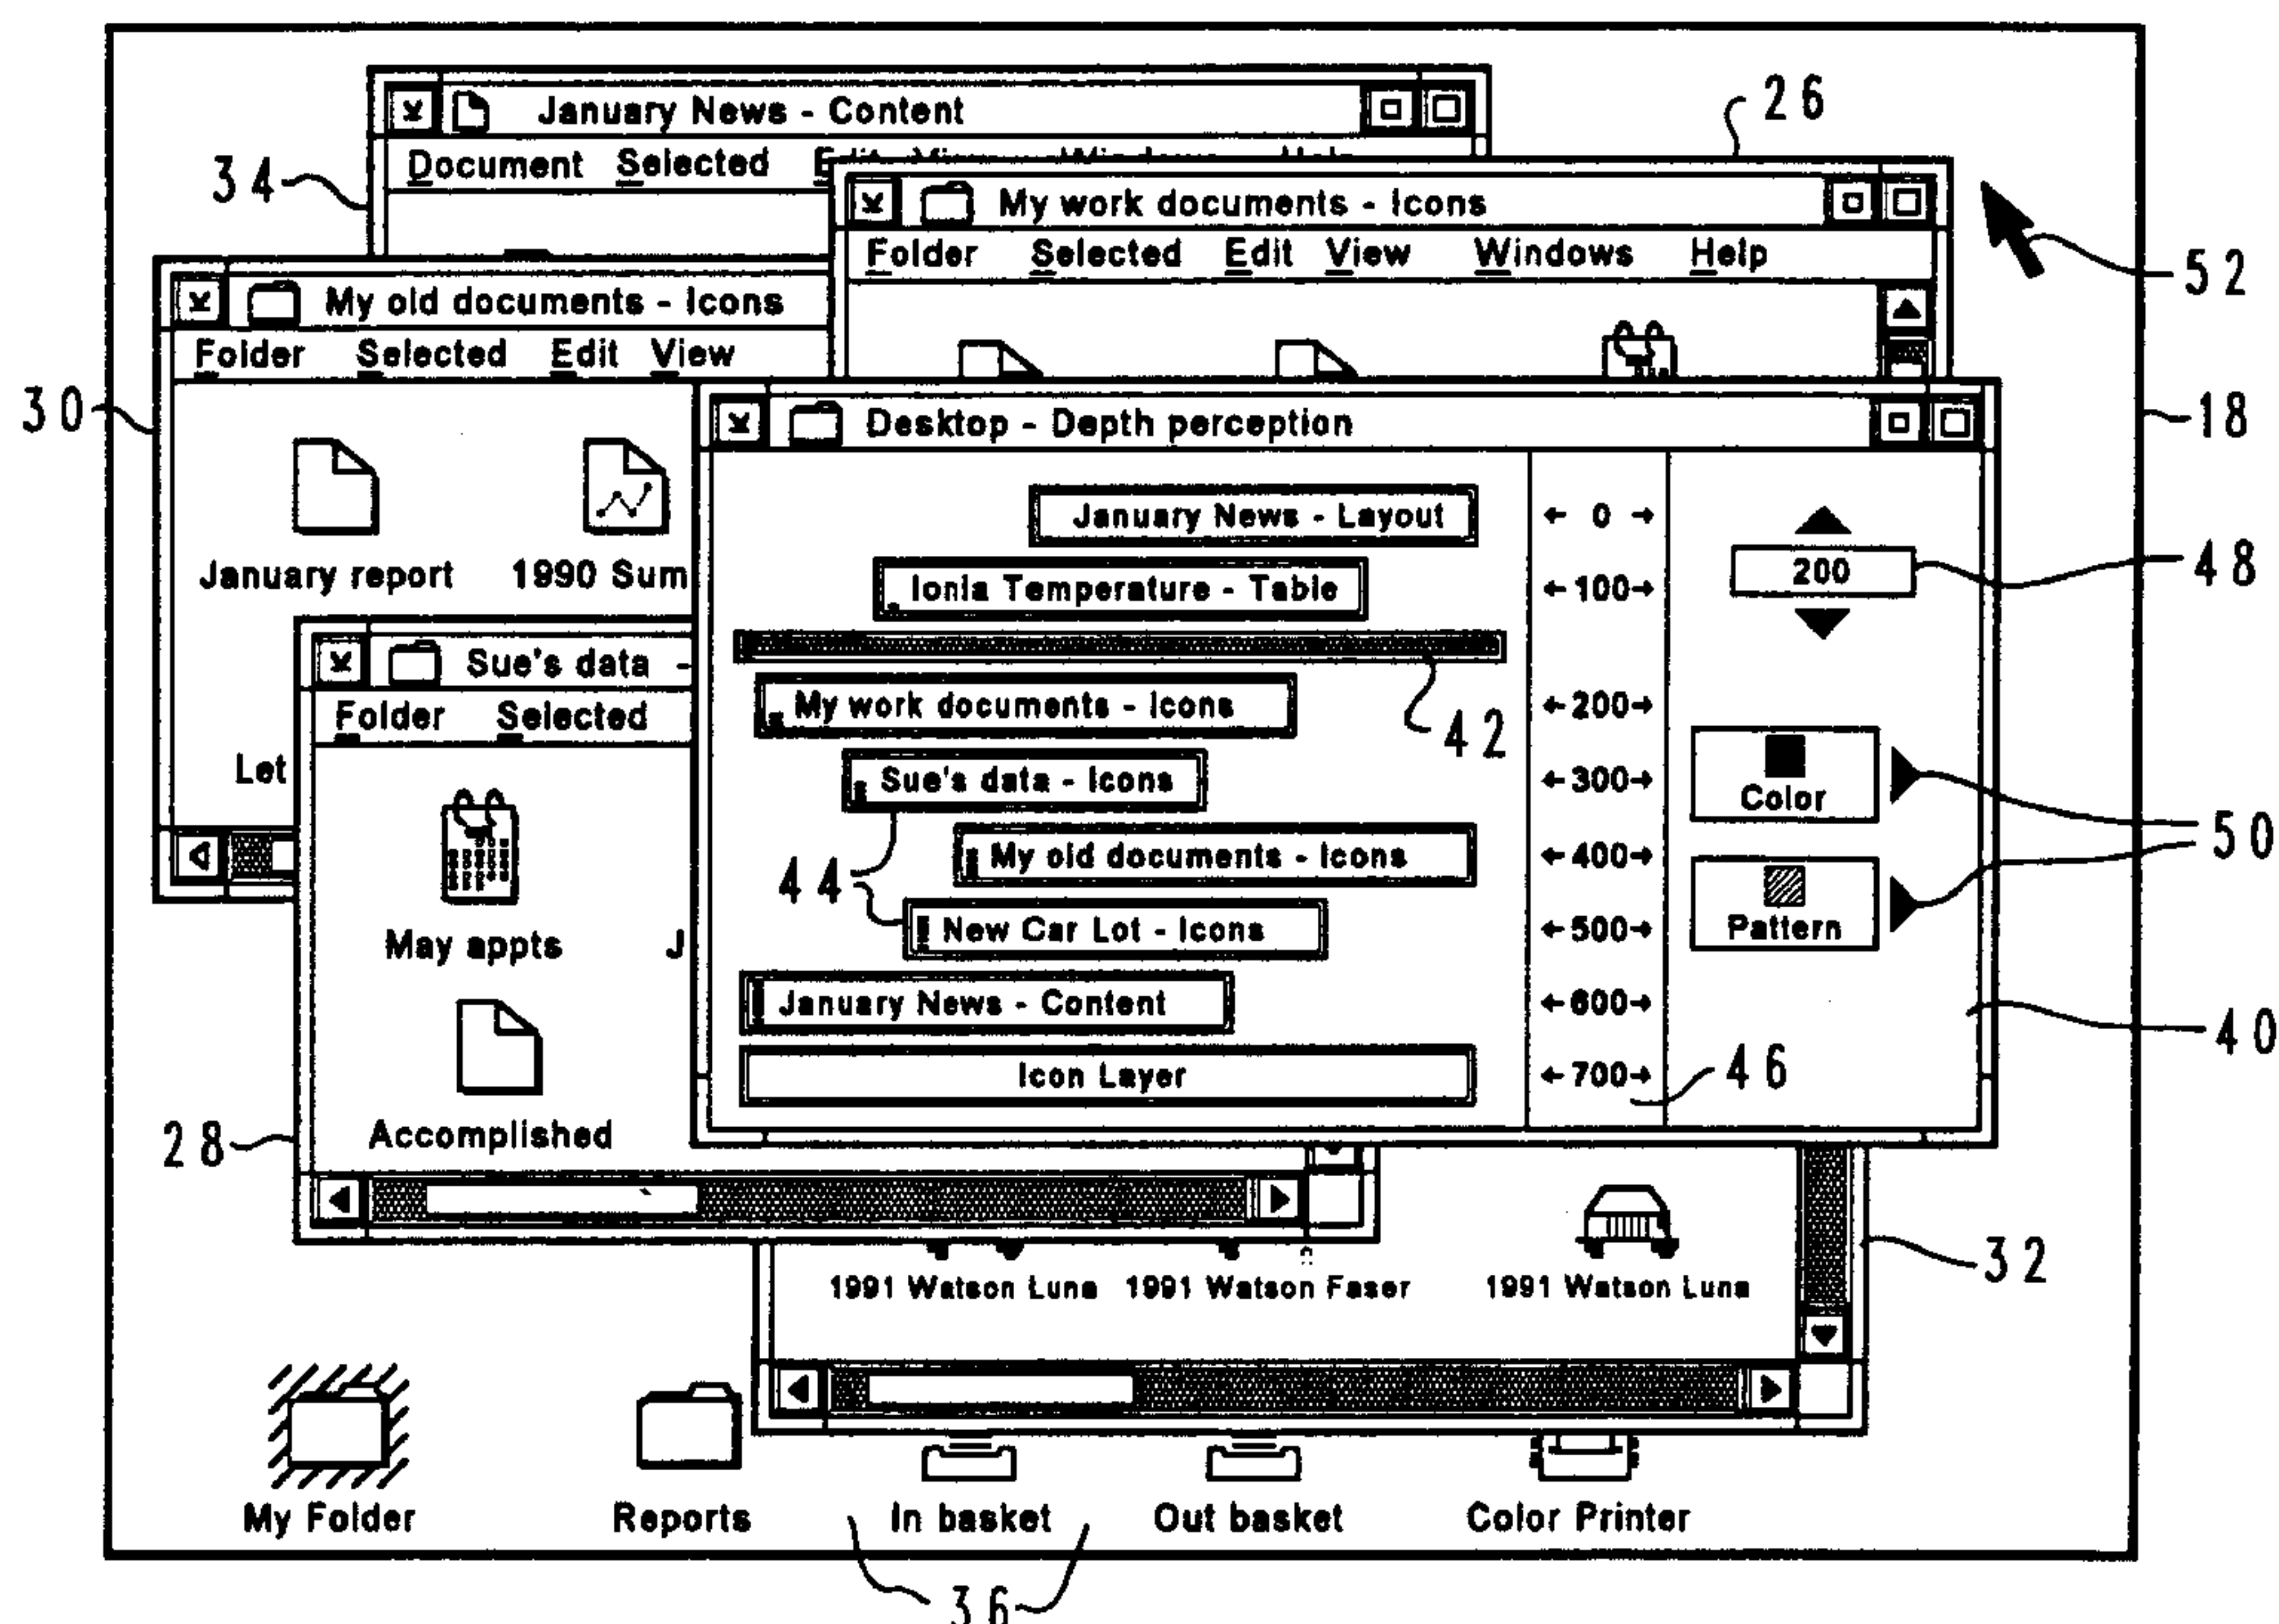 26
January News - Content
34
Document Selected
My work documents - Icons
Folder Selected Edit View Windows Help
52
My old documents - Icons
Folder Selected Edit View
30
18
Desktop - Depth perception
January News - Layout
← 0 →
January report
1990 Sum
Ionia Temperature - Table
←100→
200
48
Sue's data -
My work documents - Icons
←200→
42
Folder Selected
Let
Sue's data - Icons
←300→
Color
50
My old documents - Icons
←400→
44
New Car Lot - Icons
←500→
Pattern
May appts
J
January News - Content
←600→
40
Icon Layer
←700→
46
28
Accomplished
32
1991 Watson Luna 1991 Watson Faser 1991 Watson Luna
My Folder Reports In basket Out basket Color Printer
36